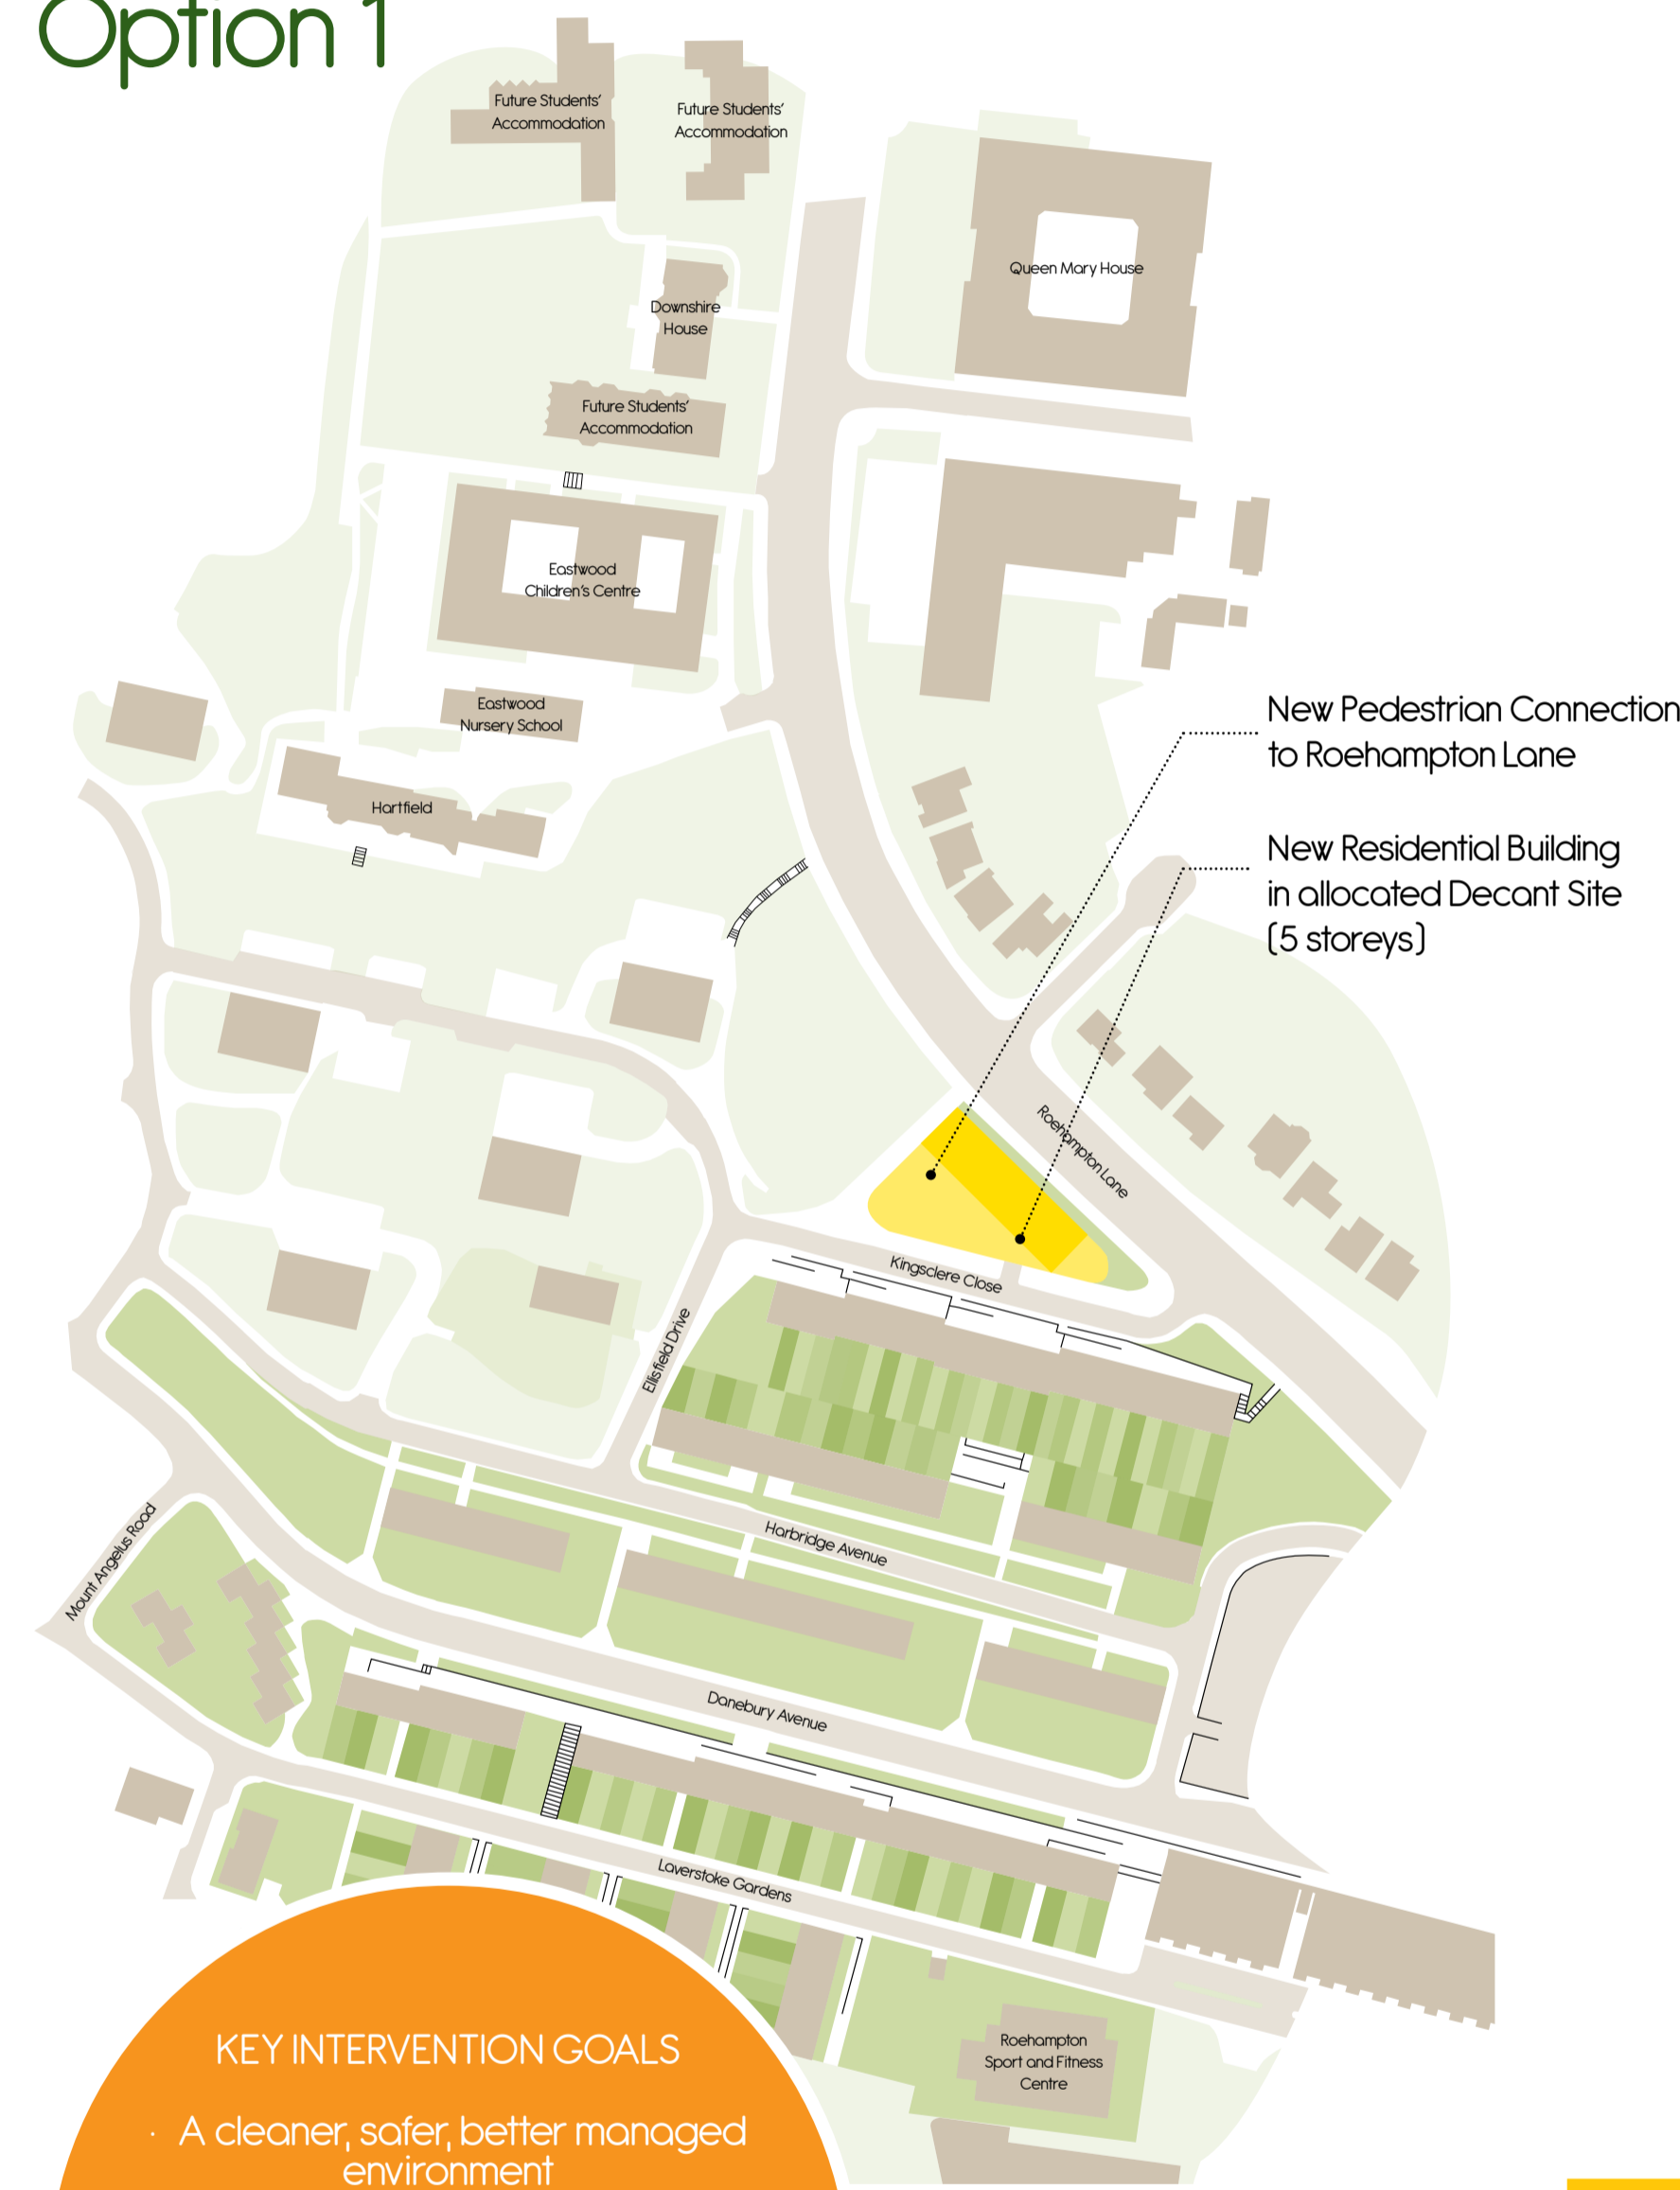 Option 1
Future Students'
Accommodation
Future Students'
Accommodation
Queen Mary House
Downshire
House
Future Students'
Accommodation
Eastwood
Children's Centre
Eastwood
Nursery School
Hartfield
New Pedestrian Connection
to Roehampton Lane
New Residential Building
in allocated Decant Site
(5 storeys)
Roehampton Lane
Kingsclere Close
Ellisfield Drive
Harbridge Avenue
Mount Angelus Road
Danebury Avenue
Laverstoke Gardens
Roehampton
Sport and Fitness
Centre
KEY INTERVENTION GOALS
· A cleaner, safer, better managed
environment